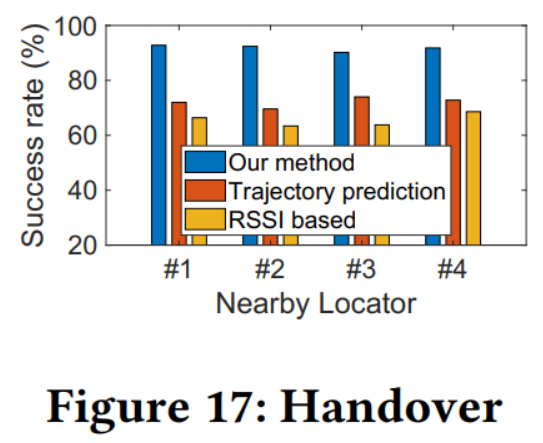 100
80
60
40
20
Success rate (%)
Our method
Trajectory prediction
RSSI based
#1 #2 #3 #4
Nearby Locator
Figure 17: Handover